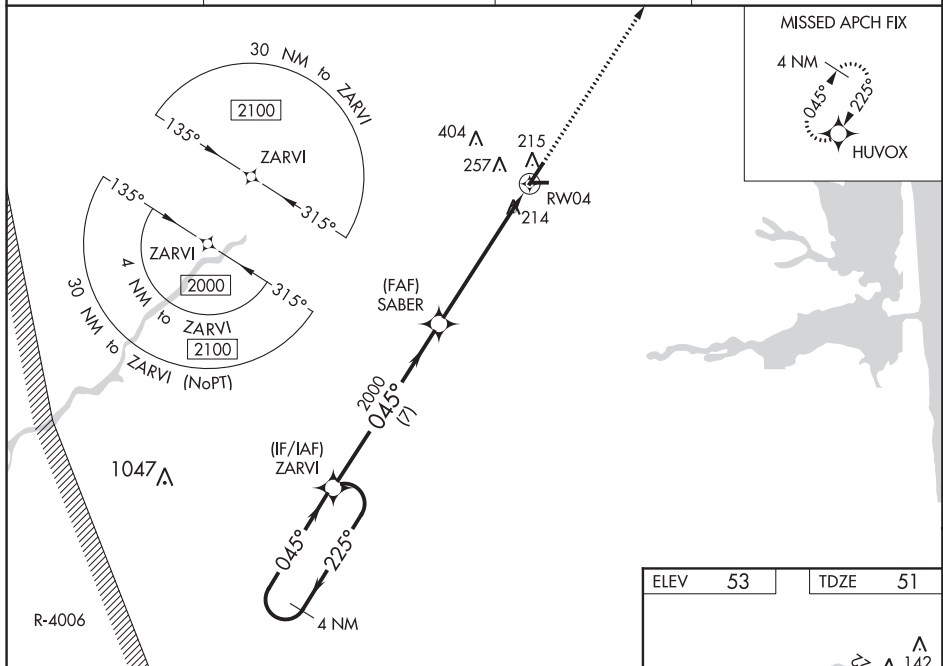 MISSED APCH FIX
4 NM
045°
225°
HUVOX
30 NM to ZARVI
2100
135°
ZARVI
315°
135°
ZARVI
315°
4 NM to ZARVI
2000
30 NM to ZARVI (NoPT)
2100
404
257
215
RW04
214
(FAF)
SABER
2000
045°
(7)
(IF/IAF)
ZARVI
1047
045°
225°
4 NM
R-4006
ELEV 53
TDZE 51
142
22